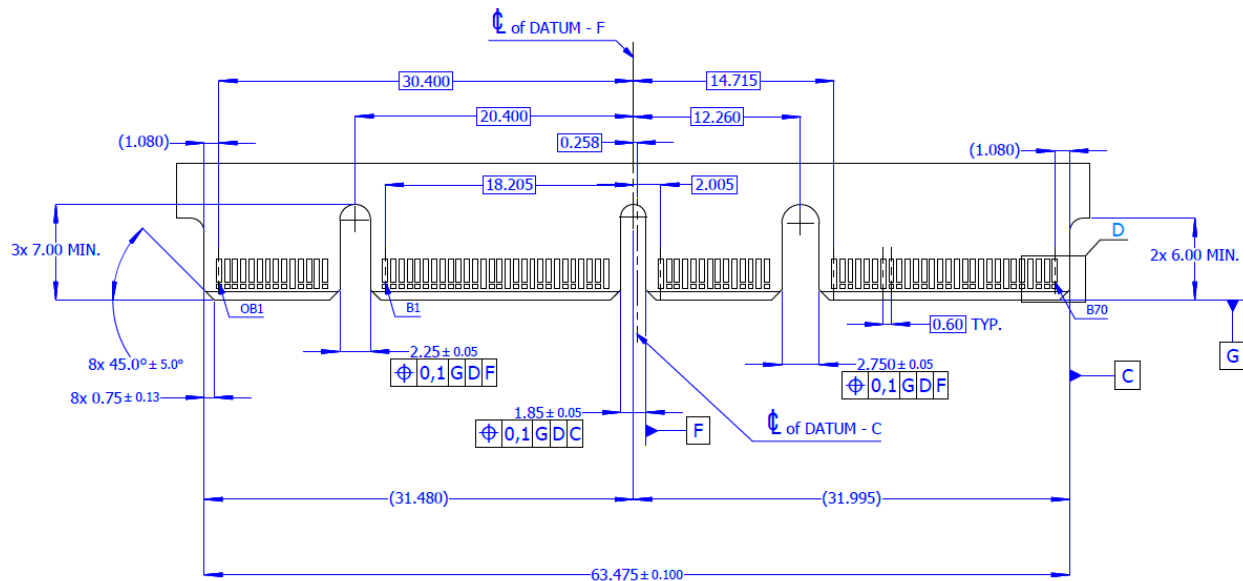 ℄ of DATUM - F
30.400
14.715
20.400
12.260
(1.080)
0.258
(1.080)
18.205
2.005
D
3x 7.00 MIN.
2x 6.00 MIN.
OB1
B1
B70
0.60 TYP.
G
2.25± 0.05
⌖ 0,1 G D F
2.750± 0.05
⌖ 0,1 G D F
C
8x 45.0°± 5.0°
8x 0.75± 0.13
1.85± 0.05
⌖ 0,1 G D C
F
℄ of DATUM - C
(31.480)
(31.995)
63.475± 0.100